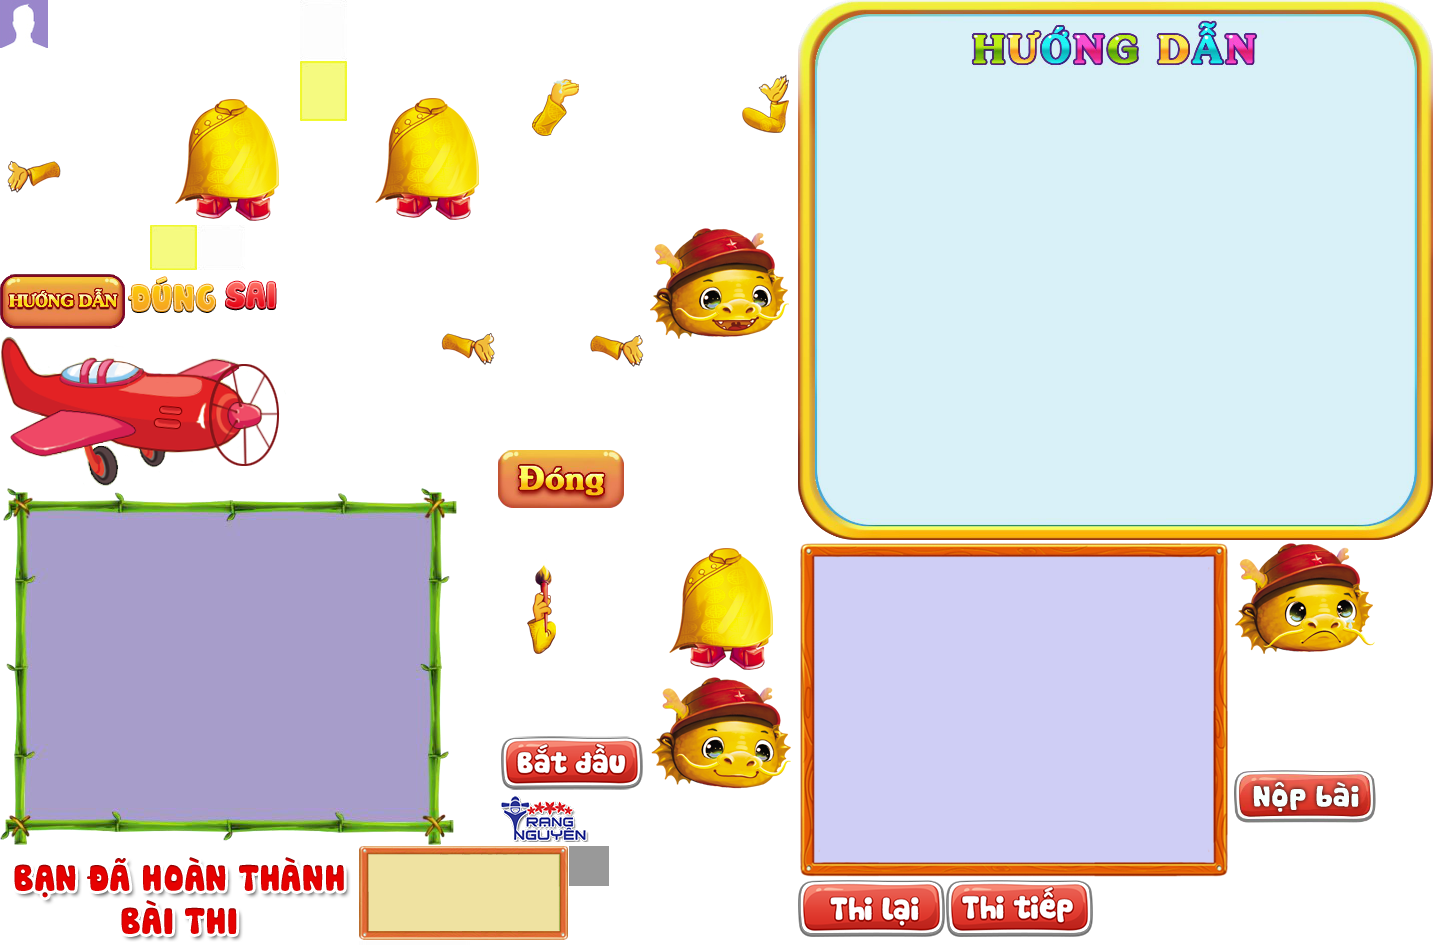 HƯỚNG DẪN
HƯỚNG DẪN
ĐÚNG
SAI
Đóng
Bắt đầu
TRẠNG
NGUYÊN
Nộp bài
BẠN ĐÃ HOÀN THÀNH
BÀI THI
Thi lại
Thi tiếp